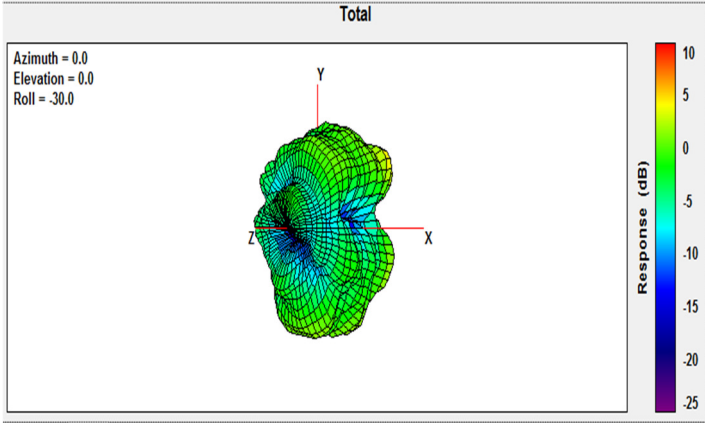 Total
Azimuth = 0.0
Elevation = 0.0
Roll = -30.0
Y
Z
X
10
5
0
-5
-10
-15
-20
-25
Response (dB)